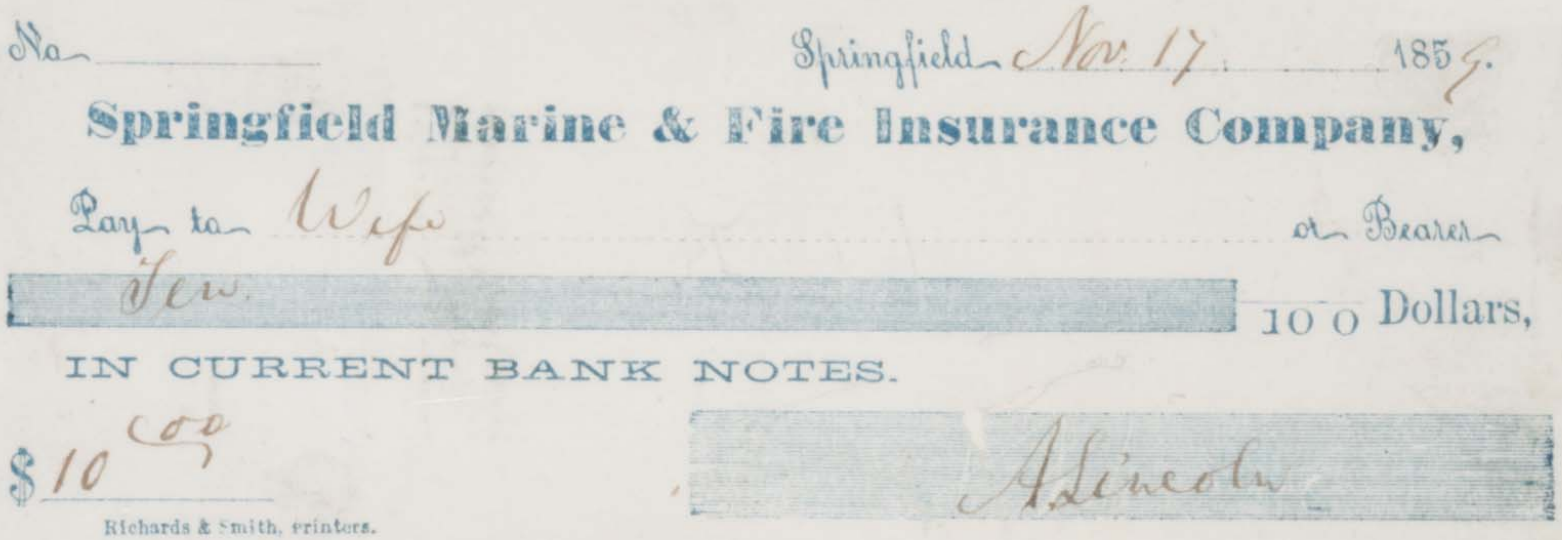 No Springfield Nov. 17. 1859.
Springfield Marine & Fire Insurance Company,
Pay to Wife or Bearer
Ten. 100 Dollars,
IN CURRENT BANK NOTES.
$10 00 A. Lincoln
Richards & Smith, printers.